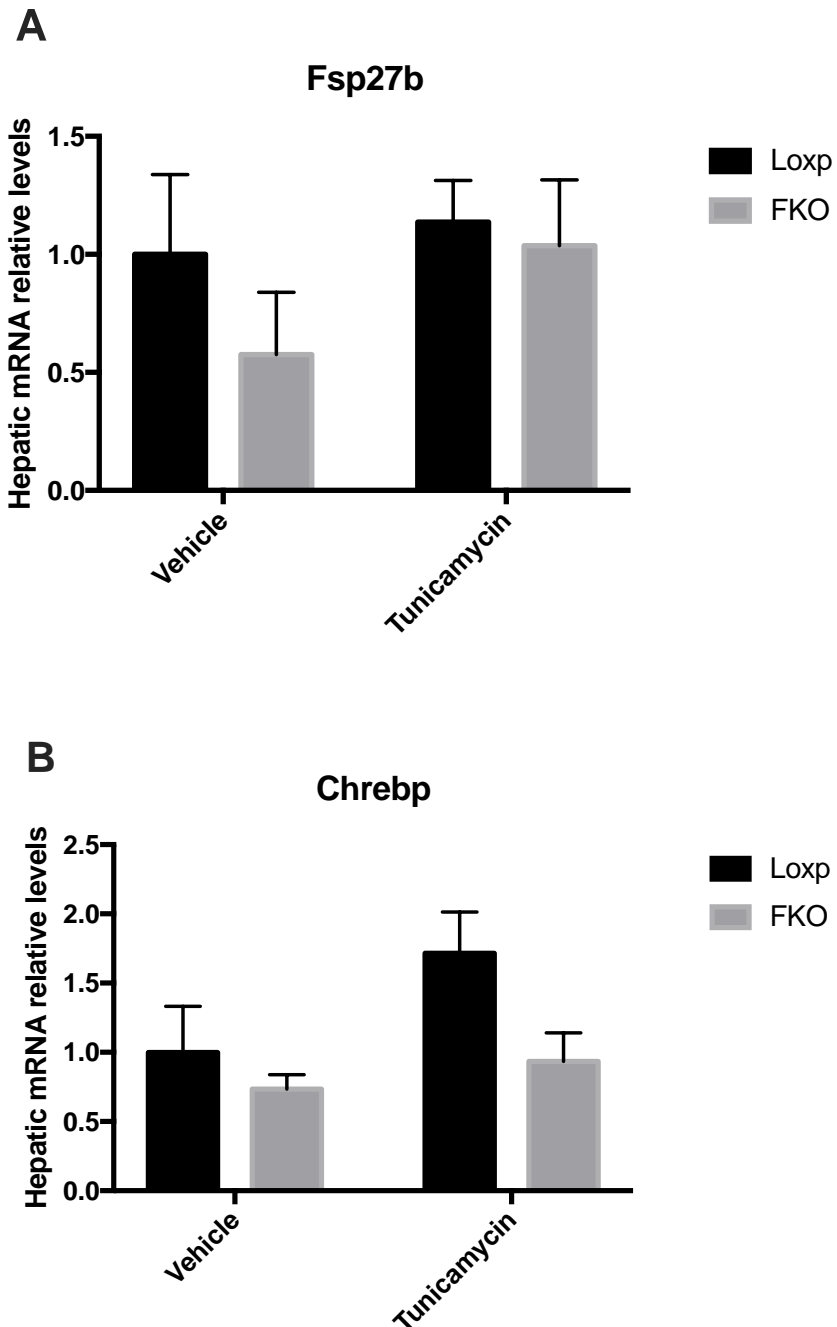 A
Fsp27b
Hepatic mRNA relative levels
1.5
1.0
0.5
0.0
Vehicle
Tunicamycin
Loxp
FKO
B
Chrebp
Hepatic mRNA relative levels
2.5
2.0
1.5
1.0
0.5
0.0
Vehicle
Tunicamycin
Loxp
FKO